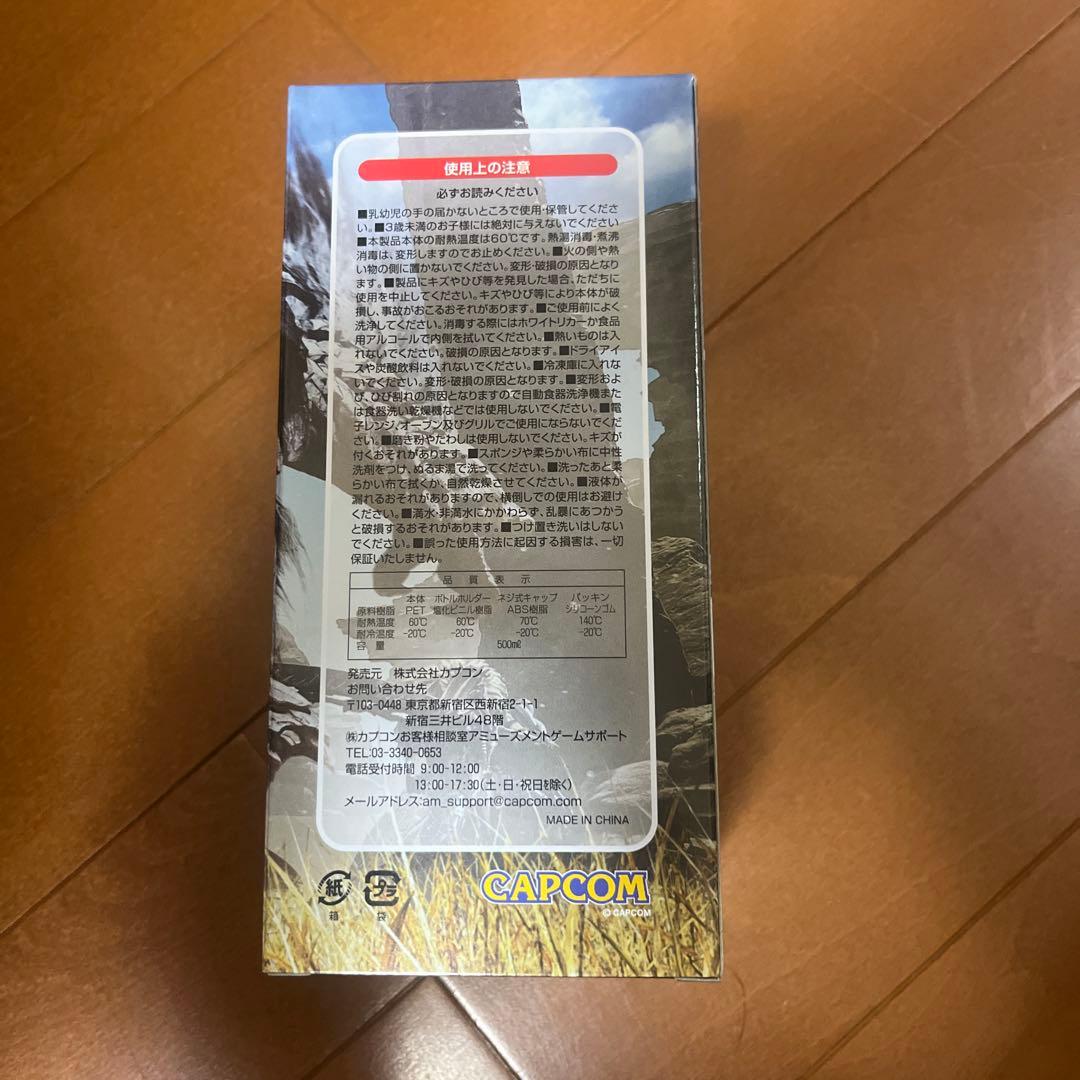 使用上の注意
必ずお読みください
■乳幼児の手の届かないところで使用・保管してくださ
い。■3歳未満のお子様には絶対に与えないでください
■本製品本体の耐熱温度は60℃です。熱湯消毒・煮沸
消毒は、変形しますのでお止めください。■火の側や熱
い物の側に置かないでください。変形・破損の原因となり
ます。■製品にキズやひび等を発見した場合、ただちに
使用を中止してください。キズやひび等により本体が破
損し、事故がおこるおそれがあります。■ご使用前によく
洗浄してください。消毒する際にはホワイトリカーか食品
用アルコールで内側を拭いてください。■熱いものは入
れないでください。破損の原因となります。■ドライアイ
スや炭酸飲料は入れないでください。■冷凍庫に入れな
いでください。変形・破損の原因となります。■変形およ
び、ひび割れの原因となりますので自動食器洗浄機また
は食器洗い乾燥機などでは使用しないでください。■電
子レンジ、オーブン及びグリルでご使用にならないでくだ
さい。■磨き粉やたわしは使用しないでください。キズが
付くおそれがあります。■スポンジや柔らかい布に中性
洗剤をつけ、ぬるま湯で洗ってください。■洗ったあと柔
らかい布で拭くか、自然乾燥させてください。■液体が
漏れるおそれがありますので、横倒しでの使用はお避け
ください。■満水・非満水にかかわらず、乱暴にあつかう
と破損するおそれがあります。■つけ置き洗いはしない
でください。■誤った使用方法に起因する損害は、一切
保証いたしません。
品質表示
本体 ボトルホルダー ネジ式キャップ パッキン
原料樹脂 PET 塩化ビニル樹脂 ABS樹脂 シリコーンゴム
耐熱温度 60℃ 60℃ 70℃ 140℃
耐冷温度 -20℃ -20℃ -20℃ -20℃
容量 500㎖
発売元 株式会社カプコン
お問い合わせ先
〒103-0448 東京都新宿区西新宿2-1-1
新宿三井ビル48階
㈱カプコンお客様相談室アミューズメントゲームサポート
TEL:03-3340-0653
電話受付時間 9:00-12:00
13:00-17:30(土・日・祝日を除く)
メールアドレス:am_support@capcom.com
MADE IN CHINA
紙
箱
プラ
袋
CAPCOM
© CAPCOM